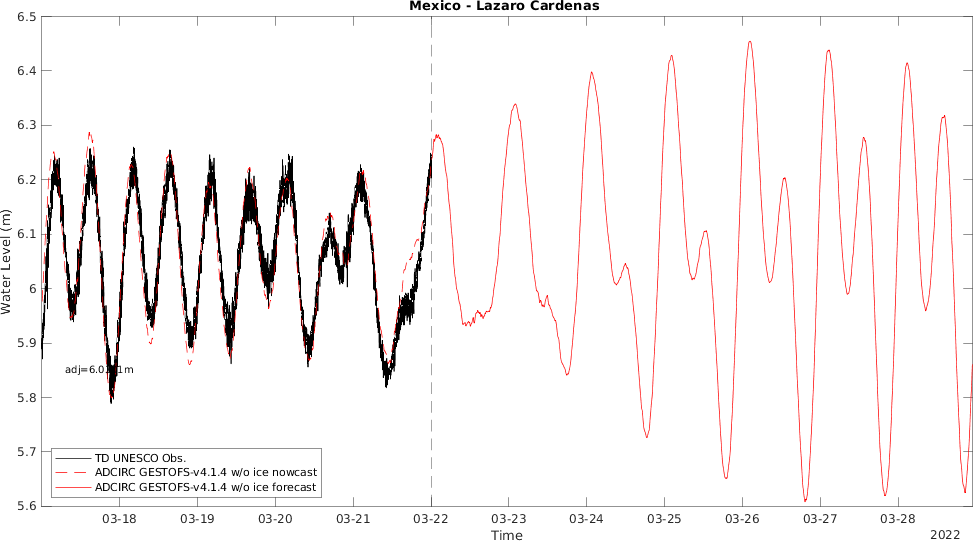 Mexico - Lazaro Cardenas
Water Level (m)
6.5
6.4
6.3
6.2
6.1
6
5.9
5.8
5.7
5.6
TD UNESCO Obs.
ADCIRC GESTOFS-v4.1.4 w/o ice nowcast
ADCIRC GESTOFS-v4.1.4 w/o ice forecast
03-18 03-19 03-20 03-21 03-22 03-23 03-24 03-25 03-26 03-27 03-28
Time
2022